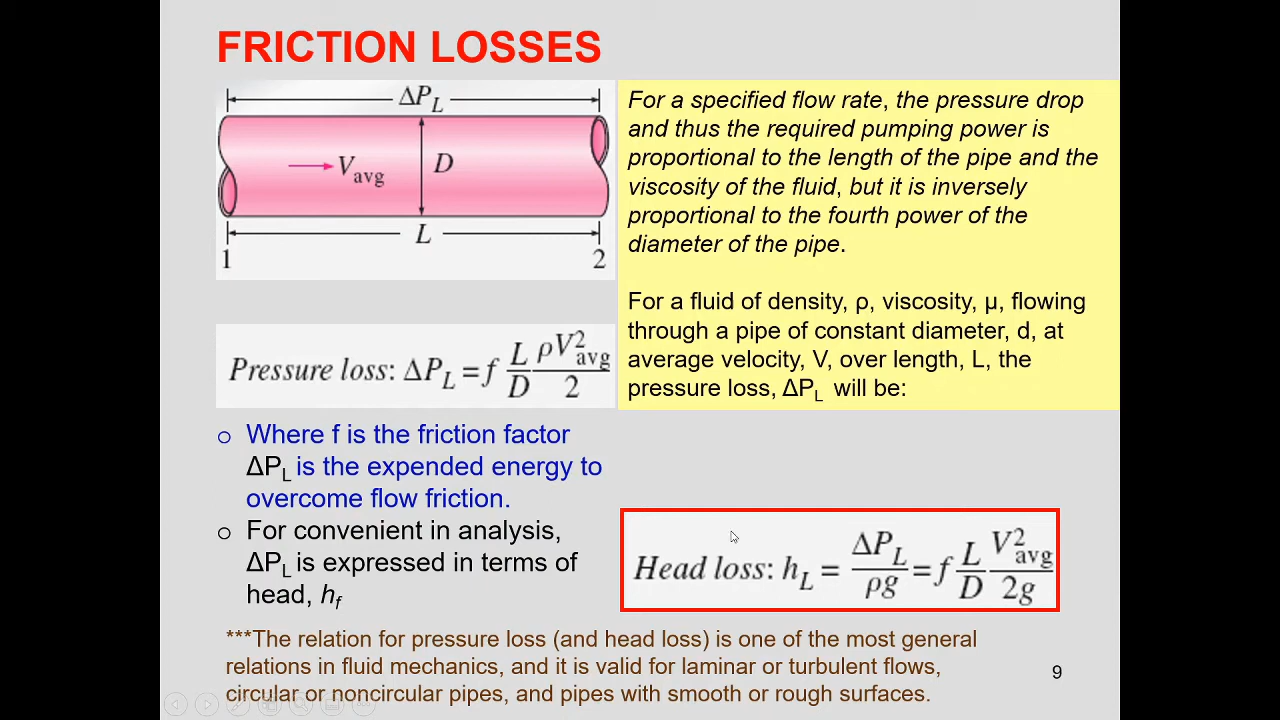 FRICTION LOSSES
ΔP_L
V_avg
D
L
1
2
For a specified flow rate, the pressure drop
and thus the required pumping power is
proportional to the length of the pipe and the
viscosity of the fluid, but it is inversely
proportional to the fourth power of the
diameter of the pipe.
For a fluid of density, ρ, viscosity, μ, flowing
through a pipe of constant diameter, d, at
average velocity, V, over length, L, the
pressure loss, ΔP_L will be:
Pressure loss: ΔP_L = f L/D ρV²_avg/2
Where f is the friction factor
ΔP_L is the expended energy to
overcome flow friction.
For convenient in analysis,
ΔP_L is expressed in terms of
head, h_f
Head loss: h_L = ΔP_L/ρg = f L/D V²_avg/2g
***The relation for pressure loss (and head loss) is one of the most general
relations in fluid mechanics, and it is valid for laminar or turbulent flows,
circular or noncircular pipes, and pipes with smooth or rough surfaces.
9